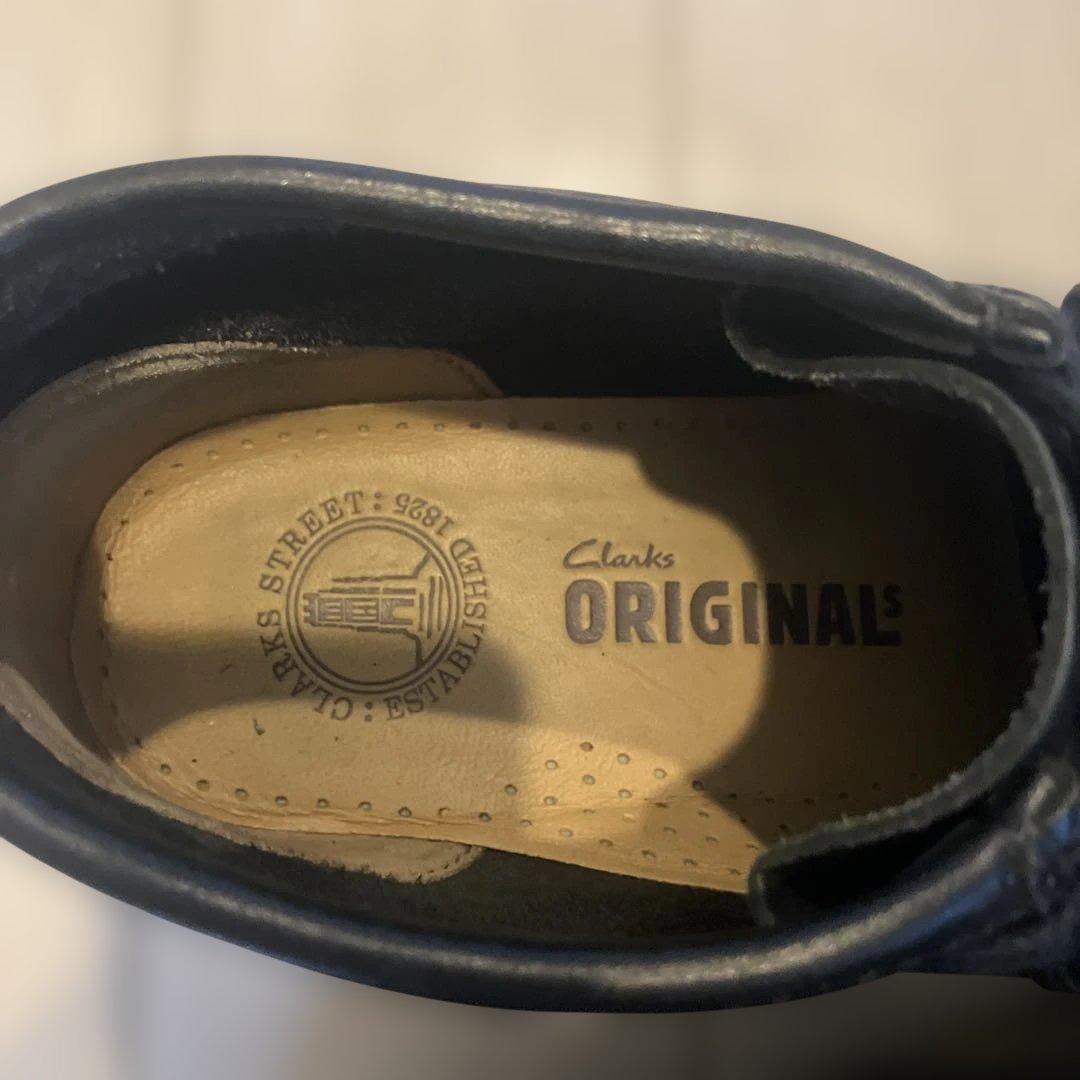 CLARKS STREET: ESTABLISHED 1825 :
Clarks
ORIGINALs